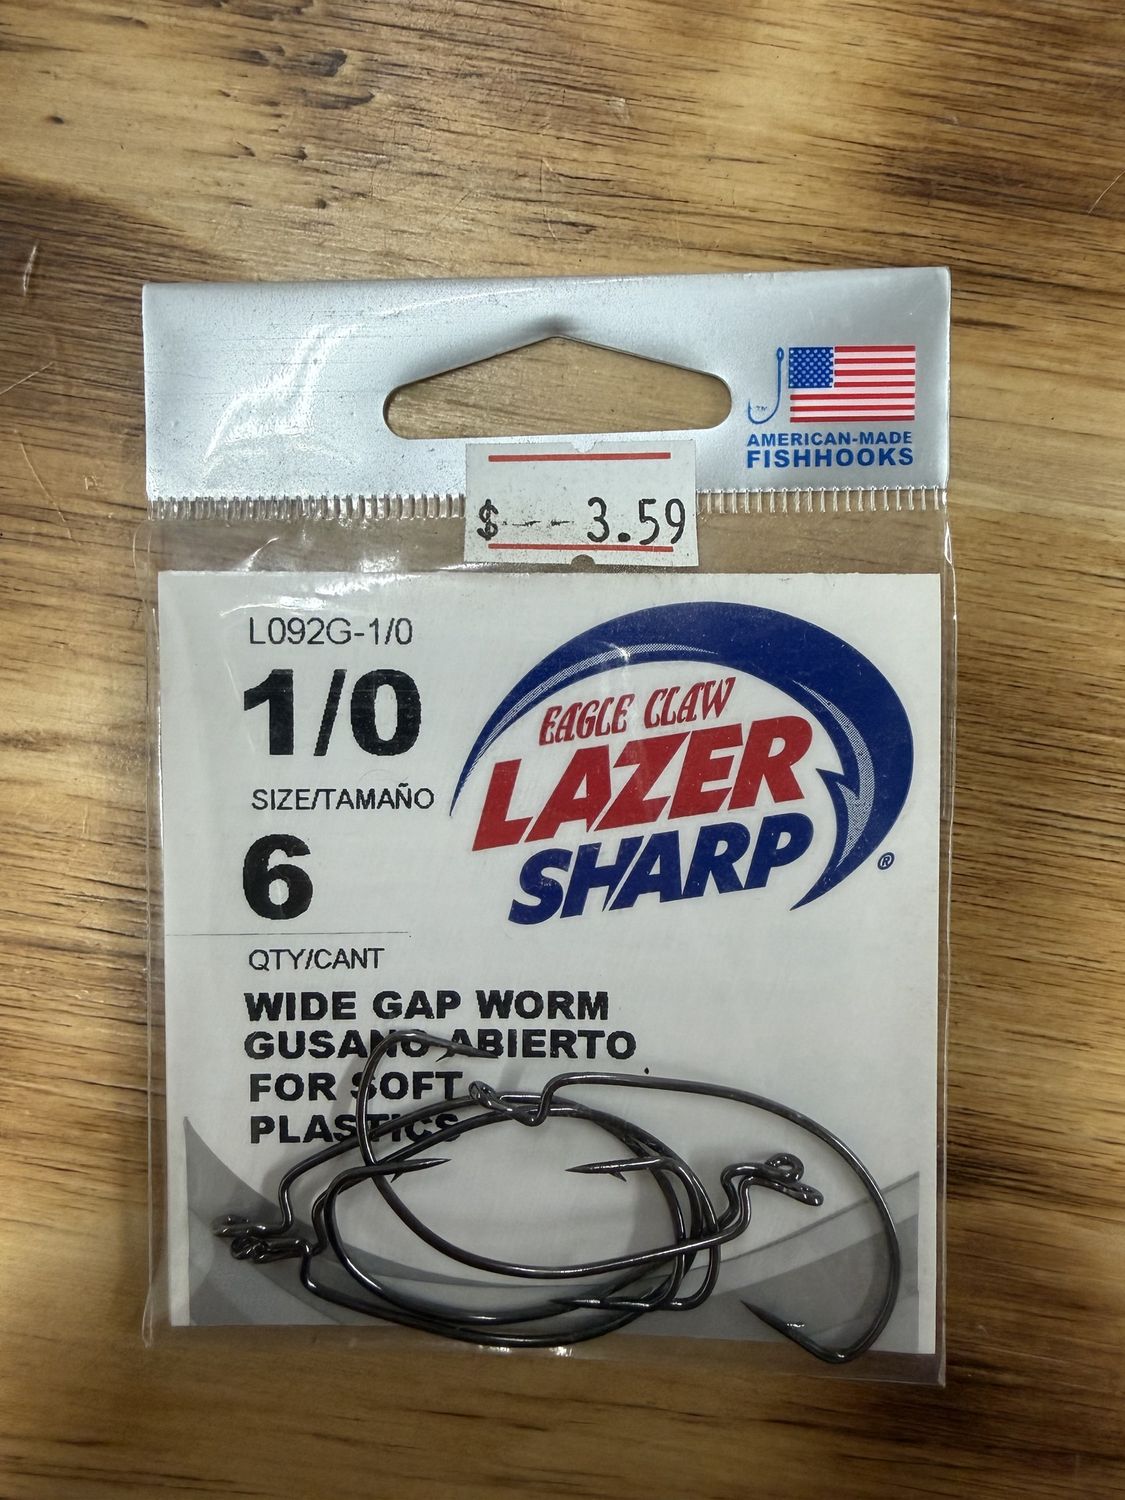 AMERICAN-MADE
FISHHOOKS
$ -- 3.59
L092G-1/0
1/0
SIZE/TAMAÑO
6
QTY/CANT
EAGLE CLAW
LAZER
SHARP®
WIDE GAP WORM
GUSANO ABIERTO
FOR SOFT
PLASTICS